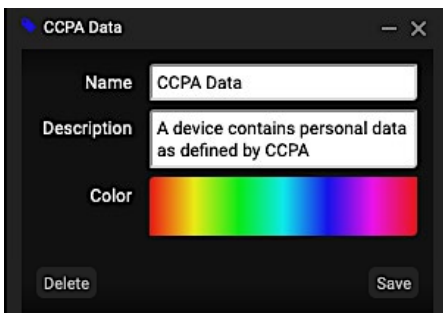 CCPA Data
Name CCPA Data
Description A device contains personal data
as defined by CCPA
Color
Delete Save